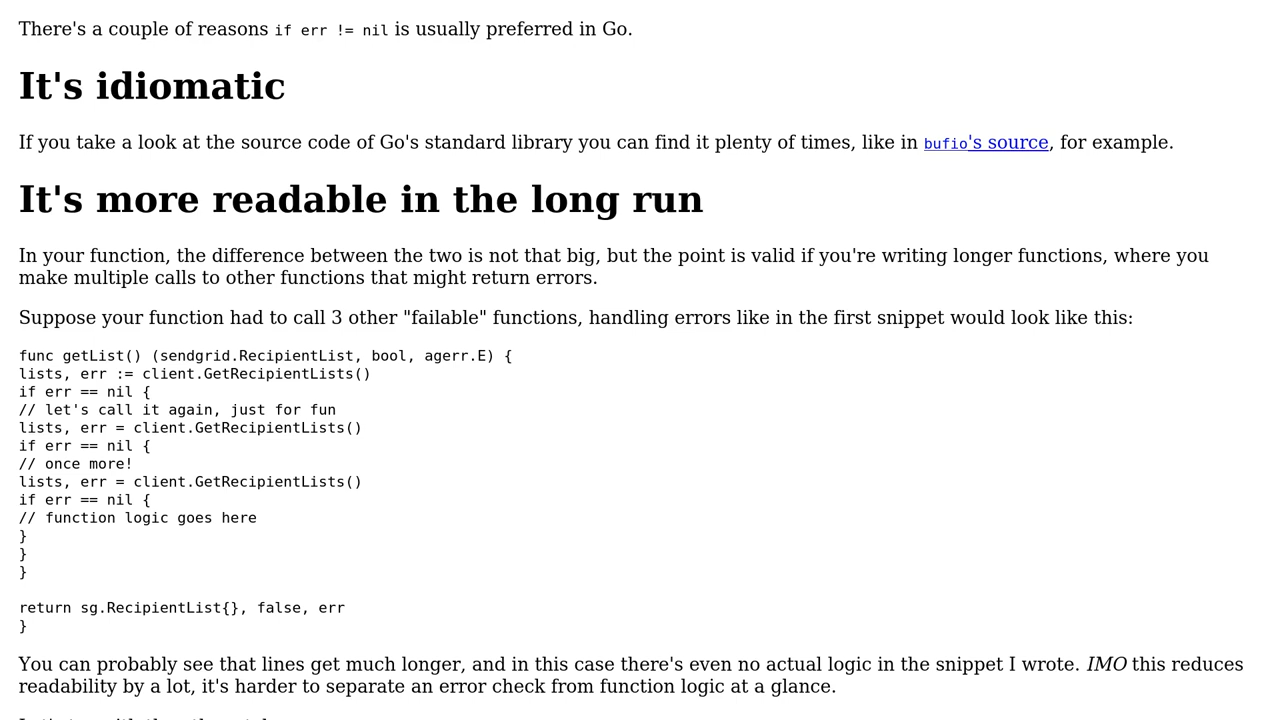 There's a couple of reasons if err != nil is usually preferred in Go.
It's idiomatic
If you take a look at the source code of Go's standard library you can find it plenty of times, like in bufio's source, for example.
It's more readable in the long run
In your function, the difference between the two is not that big, but the point is valid if you're writing longer functions, where you
make multiple calls to other functions that might return errors.
Suppose your function had to call 3 other "failable" functions, handling errors like in the first snippet would look like this:
func getList() (sendgrid.RecipientList, bool, agerr.E) {
lists, err := client.GetRecipientLists()
if err == nil {
// let's call it again, just for fun
lists, err = client.GetRecipientLists()
if err == nil {
// once more!
lists, err = client.GetRecipientLists()
if err == nil {
// function logic goes here
}
}
}
return sg.RecipientList{}, false, err
}
You can probably see that lines get much longer, and in this case there's even no actual logic in the snippet I wrote. IMO this reduces
readability by a lot, it's harder to separate an error check from function logic at a glance.